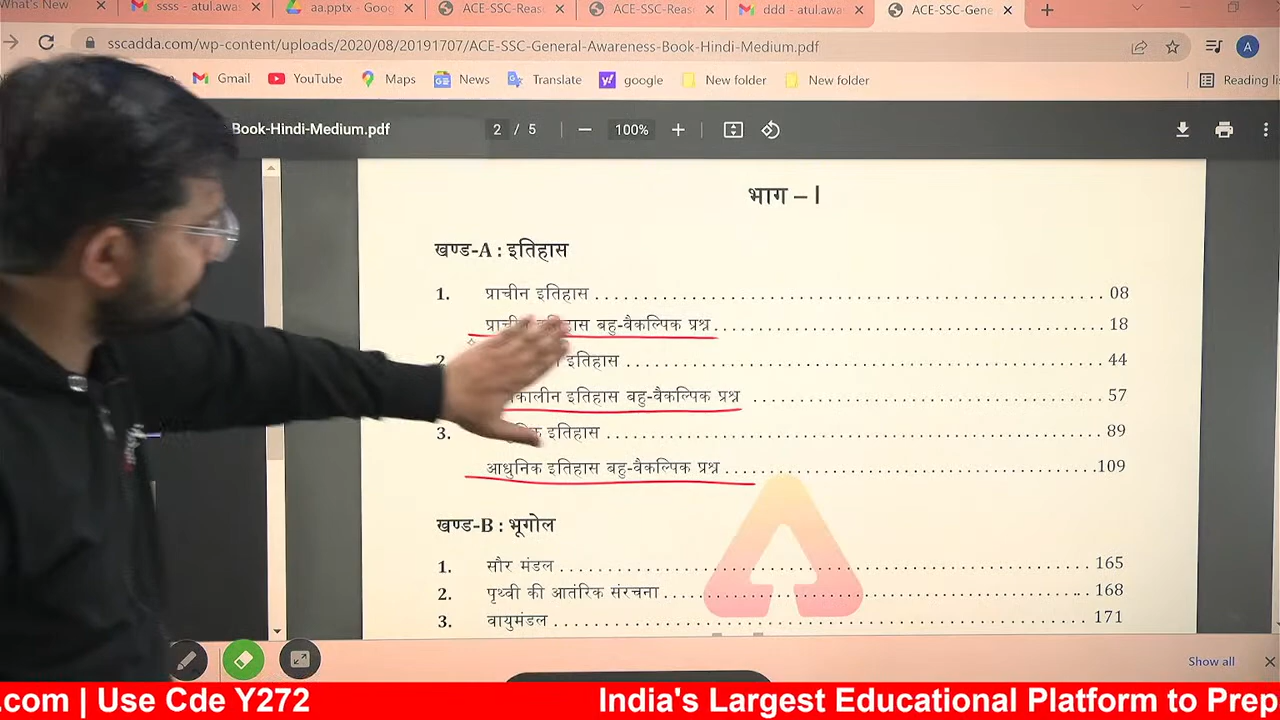 What's New ssss - atul.awa aa.pptx - Goog ACE-SSC-Reas ACE-SSC-Reas ddd - atul.awa ACE-SSC-Gene
sscadda.com/wp-content/uploads/2020/08/20191707/ACE-SSC-General-Awareness-Book-Hindi-Medium.pdf A
Gmail YouTube Maps News Translate google New folder New folder Reading lis
Book-Hindi-Medium.pdf 2 / 5 100%
भाग – I
खण्ड-A : इतिहास
1. प्राचीन इतिहास 08
इतिहास बहु-वैकल्पिक प्रश्न 18
2. इतिहास 44
इतिहास बहु-वैकल्पिक प्रश्न 57
3. इतिहास 89
आधुनिक इतिहास बहु-वैकल्पिक प्रश्न 109
खण्ड-B : भूगोल
1. सौर मंडल 165
2. पृथ्वी की आतंरिक संरचना 168
3. वायुमंडल 171
Show all
.com | Use Cde Y272 India's Largest Educational Platform to Prep